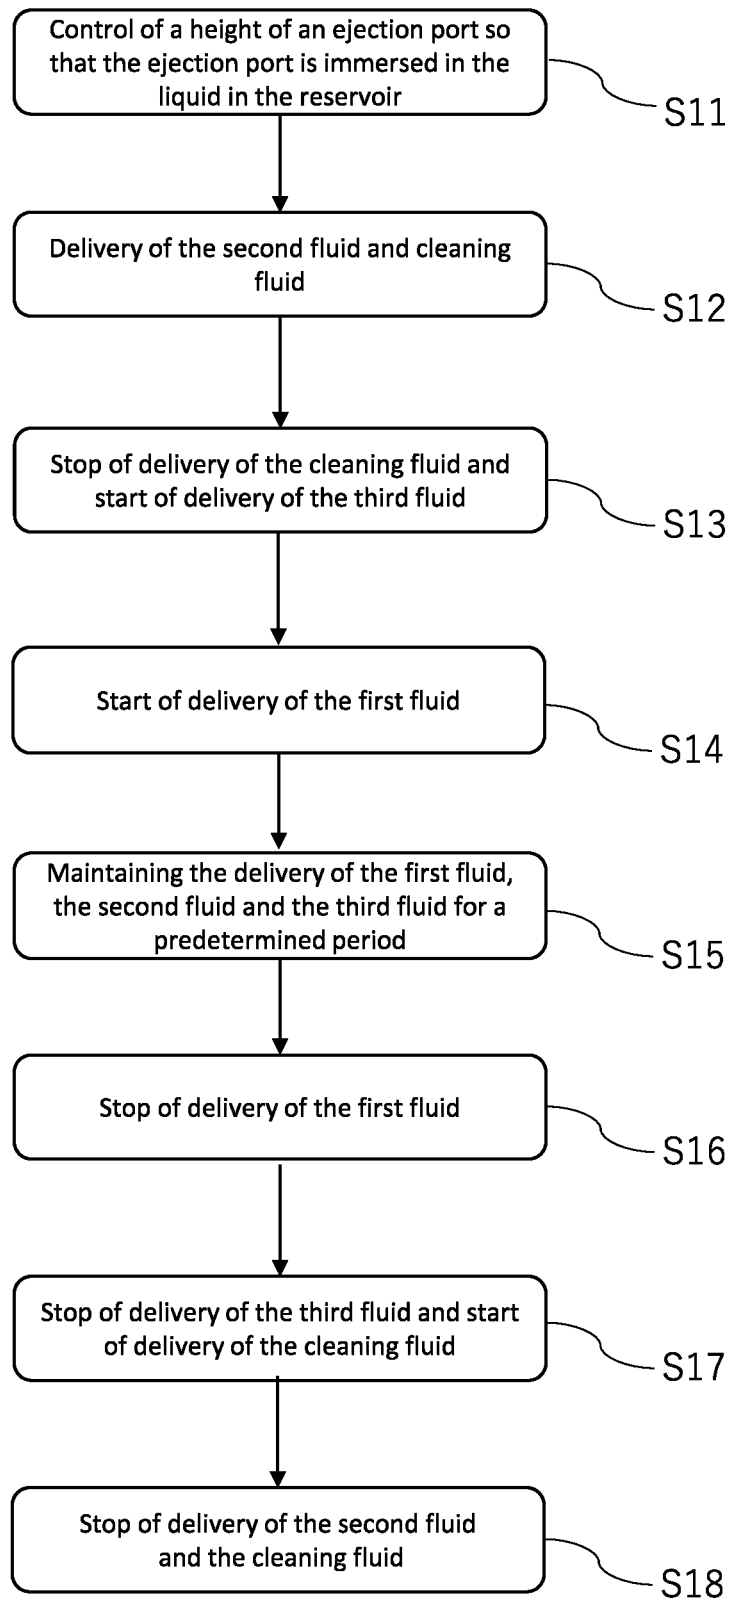 Control of a height of an ejection port so
that the ejection port is immersed in the
liquid in the reservoir
S11
Delivery of the second fluid and cleaning
fluid
S12
Stop of delivery of the cleaning fluid and
start of delivery of the third fluid
S13
Start of delivery of the first fluid
S14
Maintaining the delivery of the first fluid,
the second fluid and the third fluid for a
predetermined period
S15
Stop of delivery of the first fluid
S16
Stop of delivery of the third fluid and start
of delivery of the cleaning fluid
S17
Stop of delivery of the second fluid
and the cleaning fluid
S18